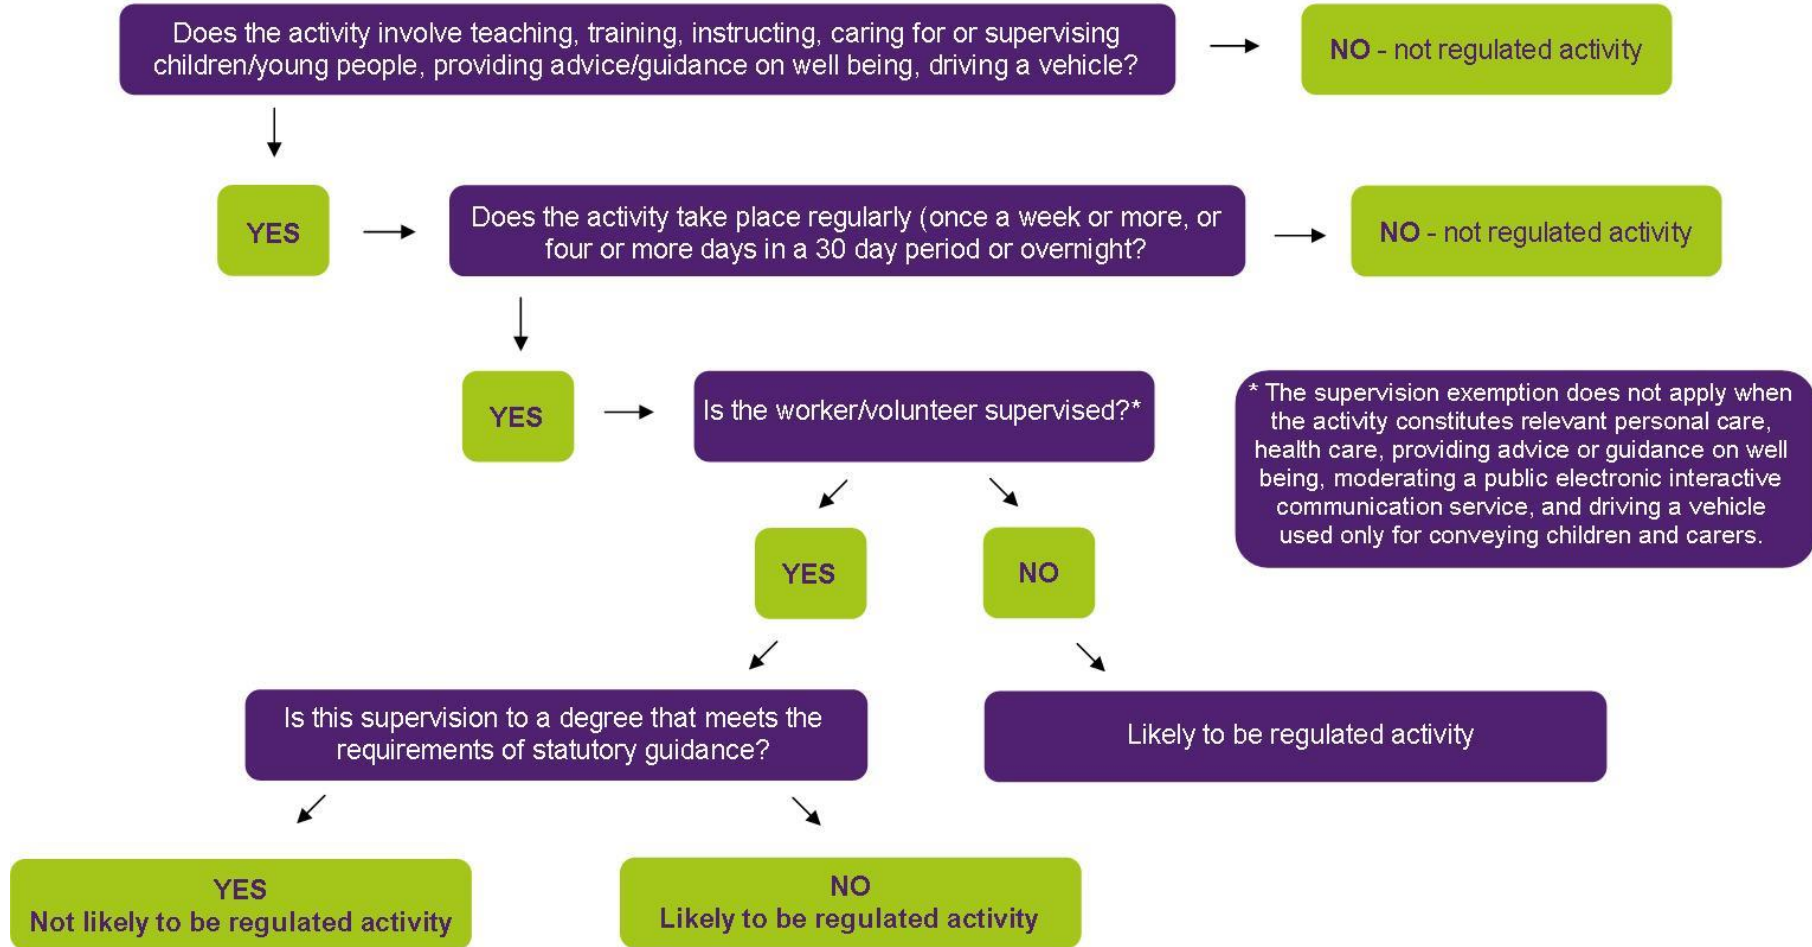 Does the activity involve teaching, training, instructing, caring for or supervising
children/young people, providing advice/guidance on well being, driving a vehicle?
NO - not regulated activity
YES
Does the activity take place regularly (once a week or more, or
four or more days in a 30 day period or overnight?
NO - not regulated activity
YES
Is the worker/volunteer supervised?*
* The supervision exemption does not apply when
the activity constitutes relevant personal care,
health care, providing advice or guidance on well
being, moderating a public electronic interactive
communication service, and driving a vehicle
used only for conveying children and carers.
YES
NO
Is this supervision to a degree that meets the
requirements of statutory guidance?
Likely to be regulated activity
YES
Not likely to be regulated activity
NO
Likely to be regulated activity